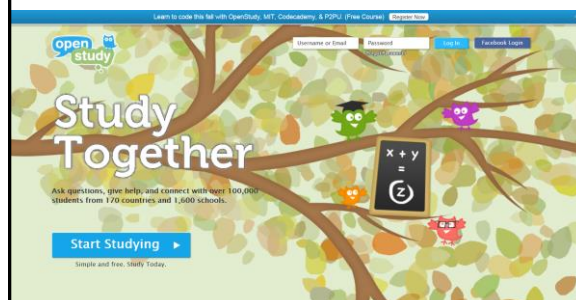 Learn to code this fall with OpenStudy, MIT, Codecademy, & P2PU. (Free Course) Register Now
open
study
Username or Email Password Log In Facebook Login
Study
Together
Ask questions, give help, and connect with over 100,000
students from 170 countries and 1,600 schools.
x + y
=
z
Start Studying
Simple and free. Study Today.